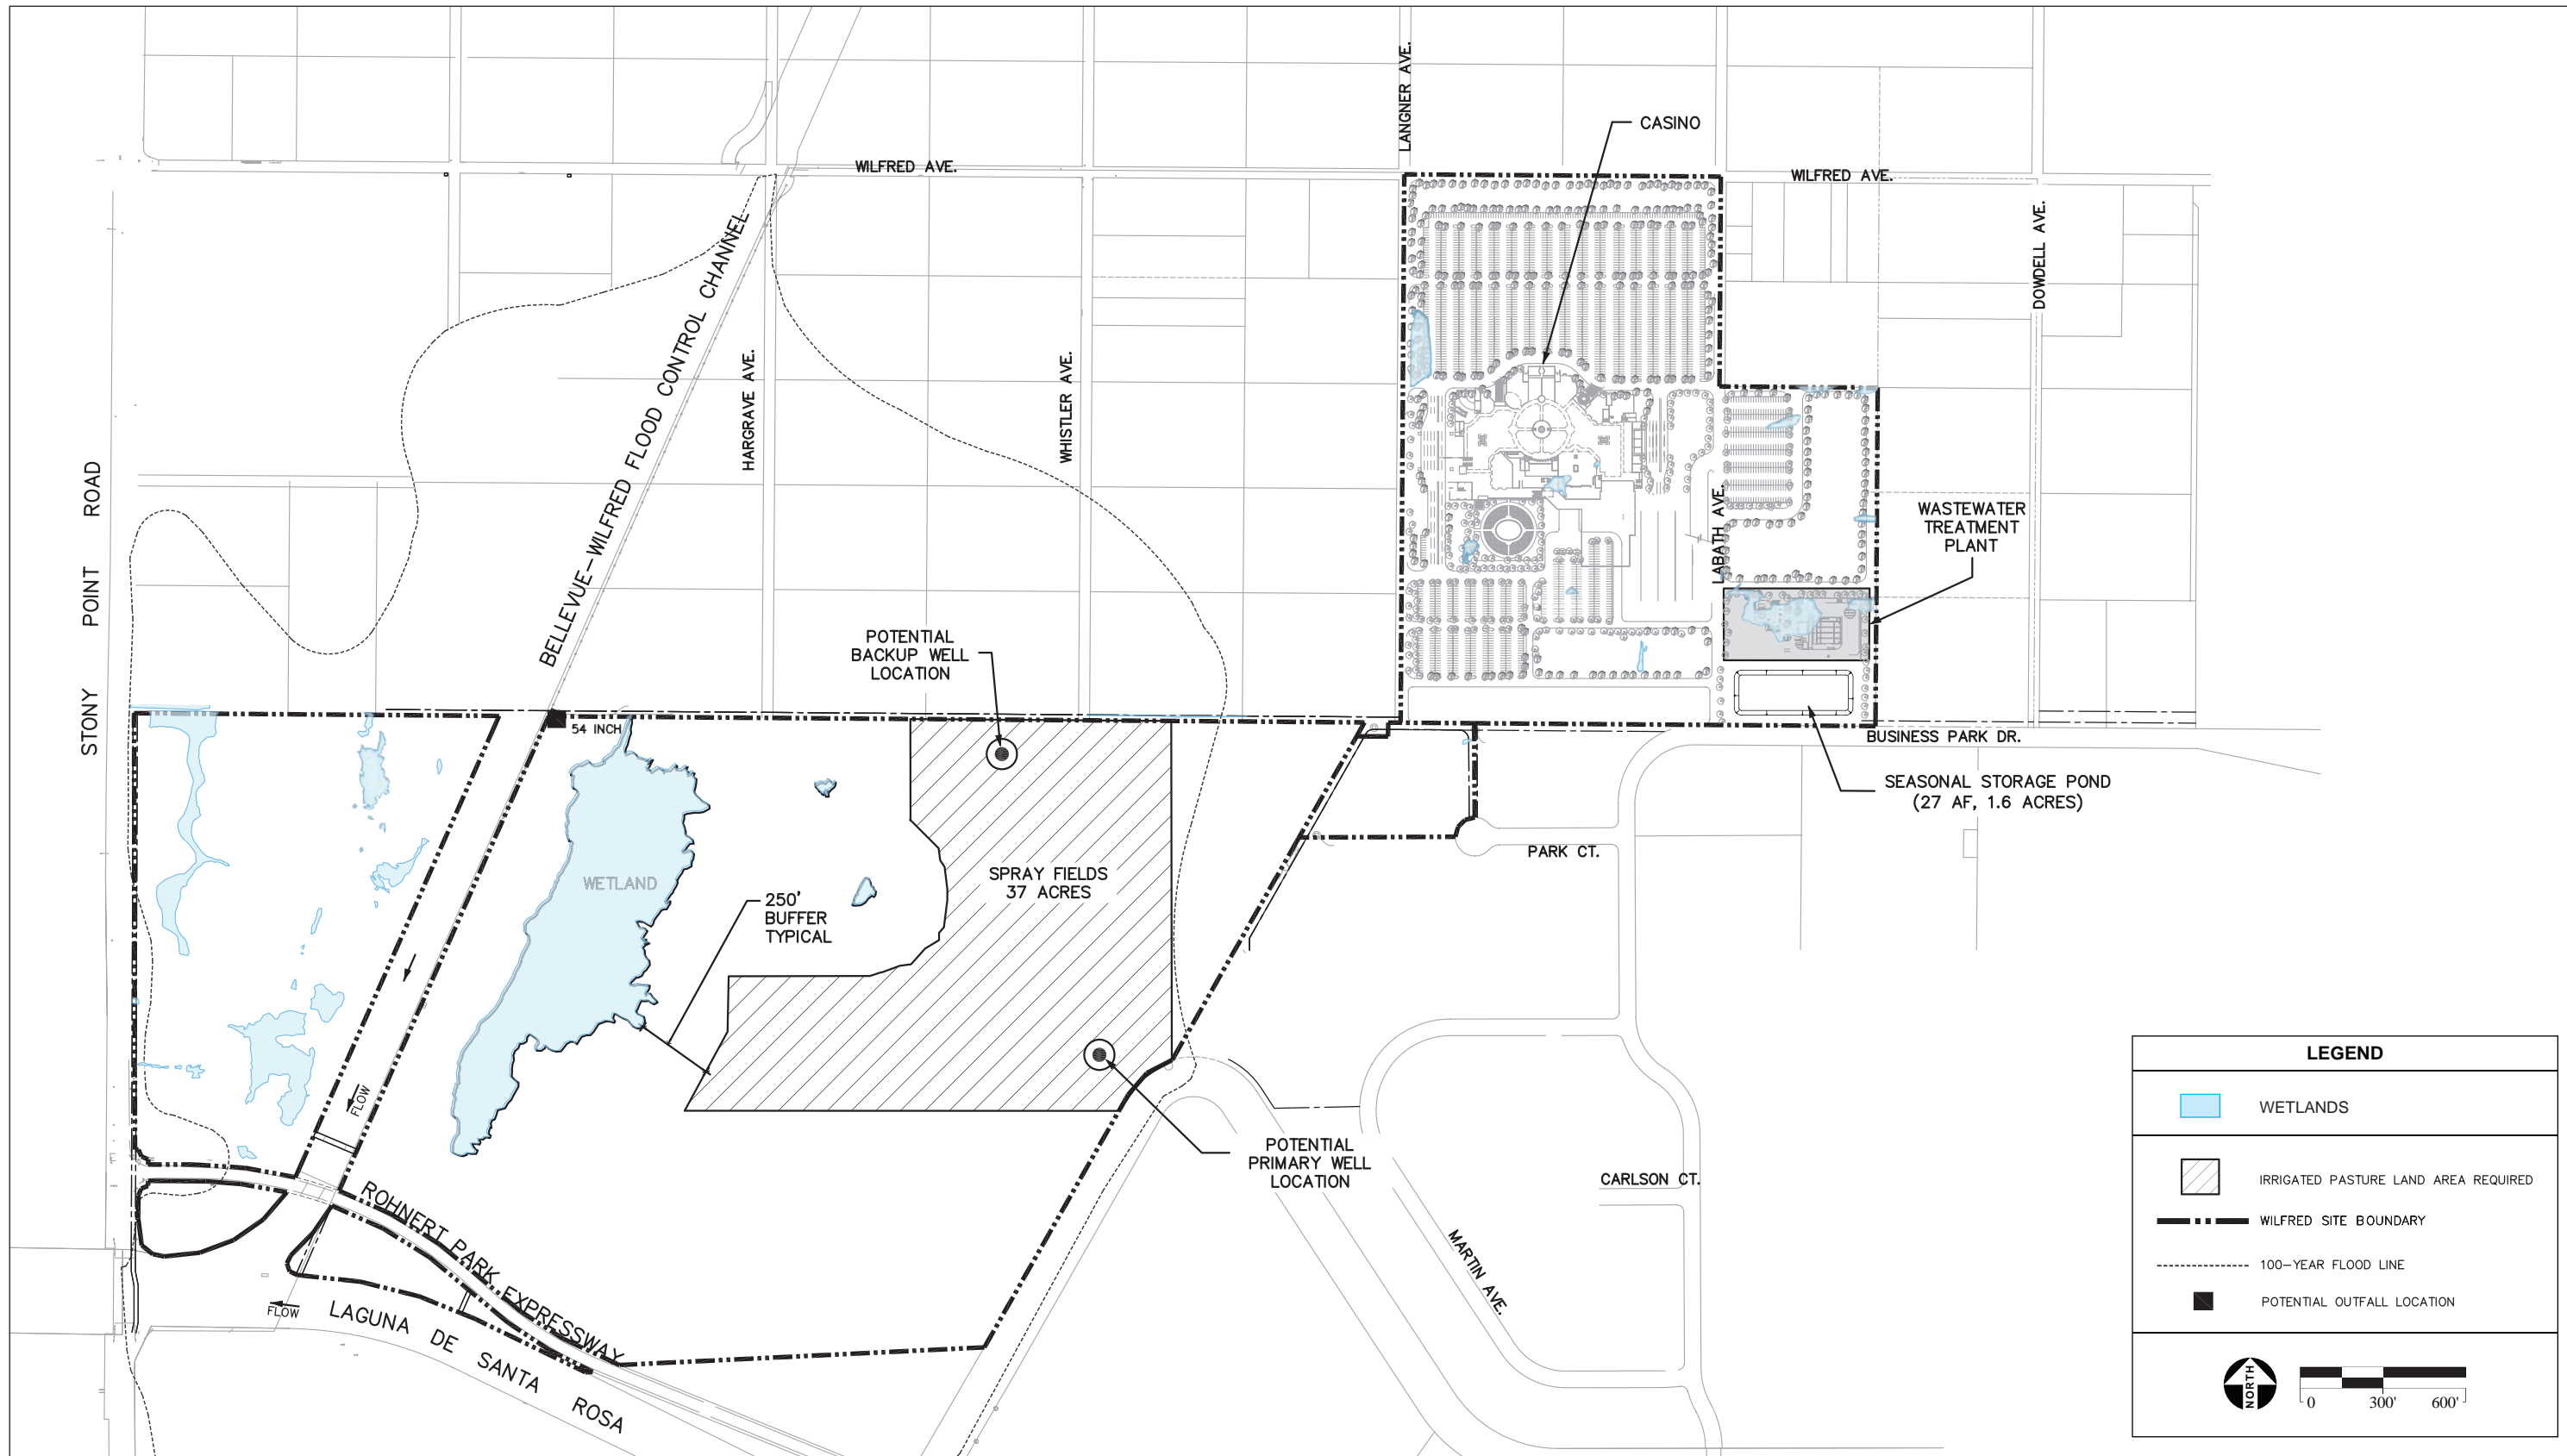 LANGNER AVE.
CASINO
WILFRED AVE.
WILFRED AVE.
DOWDELL AVE.
BELLEVUE-WILFRED FLOOD CONTROL CHANNEL
HARGRAVE AVE.
WHISTLER AVE.
STONY POINT ROAD
LABATH AVE.
WASTEWATER
TREATMENT
PLANT
POTENTIAL
BACKUP WELL
LOCATION
54 INCH
BUSINESS PARK DR.
SEASONAL STORAGE POND
(27 AF, 1.6 ACRES)
PARK CT.
WETLAND
SPRAY FIELDS
37 ACRES
250'
BUFFER
TYPICAL
FLOW
POTENTIAL
PRIMARY WELL
LOCATION
CARLSON CT.
MARTIN AVE.
ROHNERT PARK EXPRESSWAY
FLOW
LAGUNA DE SANTA ROSA
LEGEND
WETLANDS
IRRIGATED PASTURE LAND AREA REQUIRED
WILFRED SITE BOUNDARY
100-YEAR FLOOD LINE
POTENTIAL OUTFALL LOCATION
NORTH
0 300' 600'